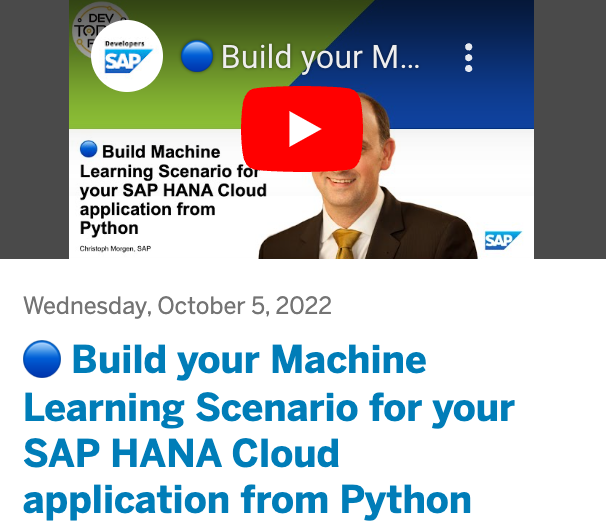 DEV
Developers
SAP
Build your M...
Build Machine
Learning Scenario for
your SAP HANA Cloud
application from
Python
Christoph Morgen, SAP
SAP
Wednesday, October 5, 2022
Build your Machine
Learning Scenario for your
SAP HANA Cloud
application from Python